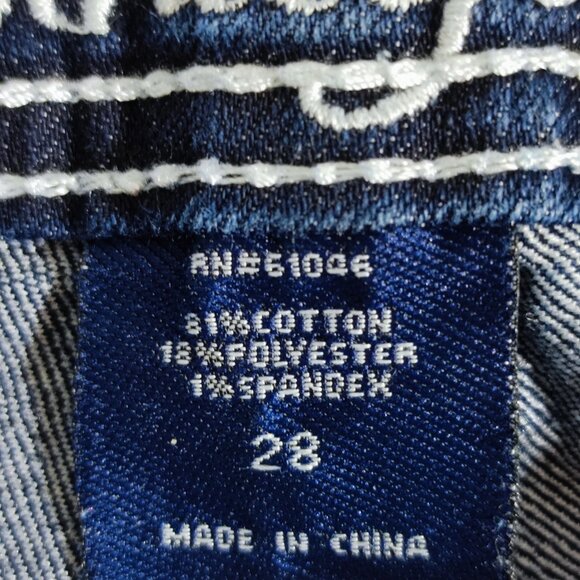 RN#61046
81%COTTON
18%POLYESTER
1%SPANDEX
28
MADE IN CHINA